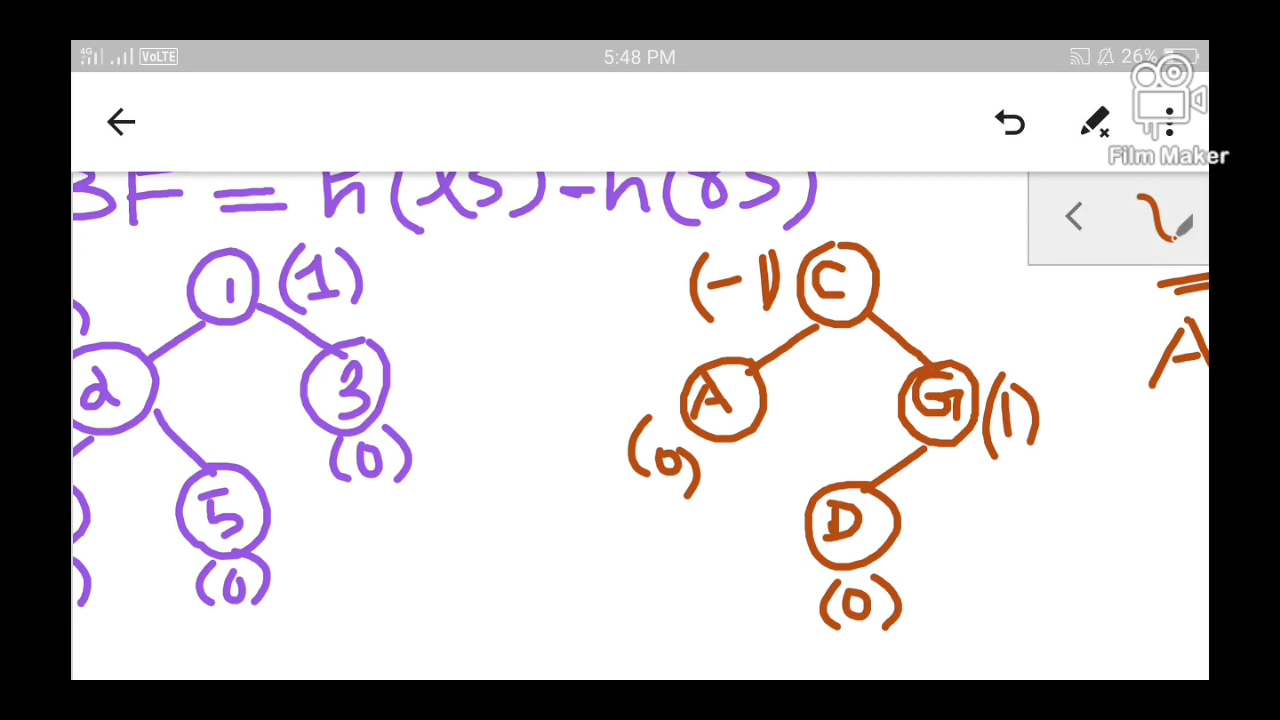 4G VoLTE 5:48 PM 26%
Film Maker
BF = h(ls) - h(rs)
1 (1) (-1) C
A
2 3 A G (1)
(0) (0)
5 D
(0) (0)